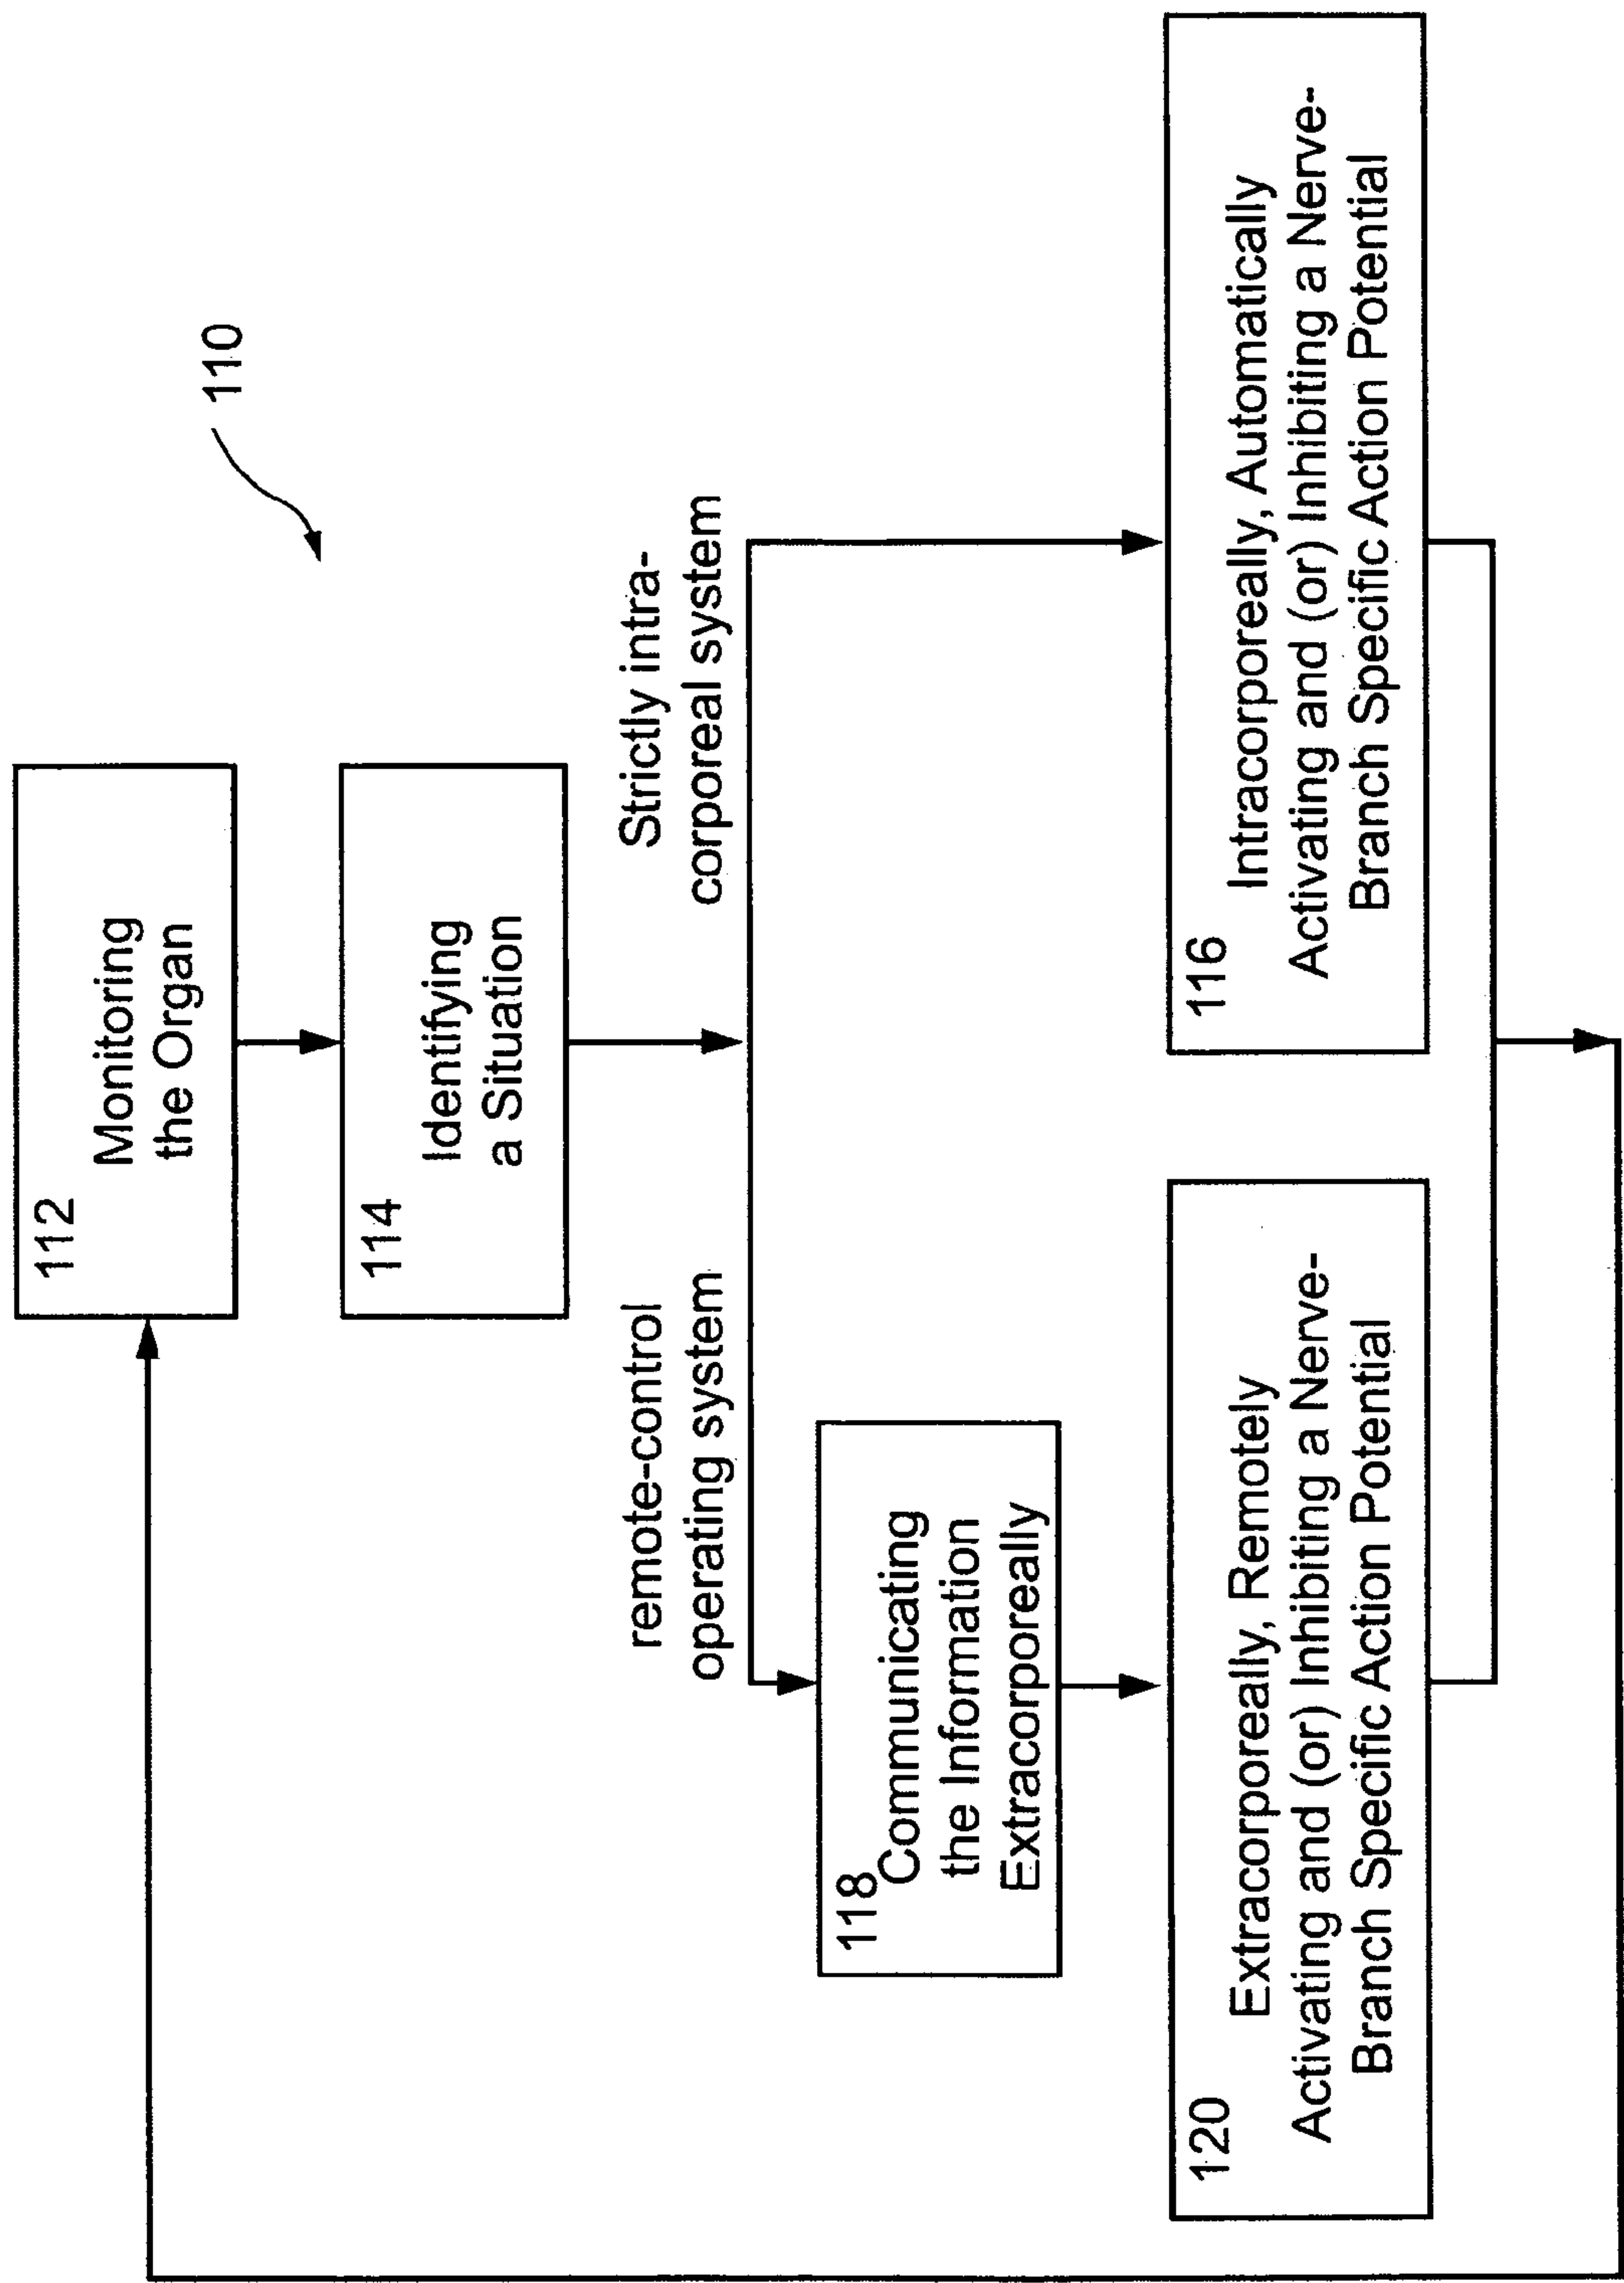 110
112
Monitoring
the Organ
114
Identifying
a Situation
remote-control
operating system
Strictly intra-
corporeal system
118
Communicating
the Information
Extracorporeally
120
Extracorporeally, Remotely
Activating and (or) Inhibiting a Nerve-
Branch Specific Action Potential
116
Intracorporeally, Automatically
Activating and (or) Inhibiting a Nerve-
Branch Specific Action Potential